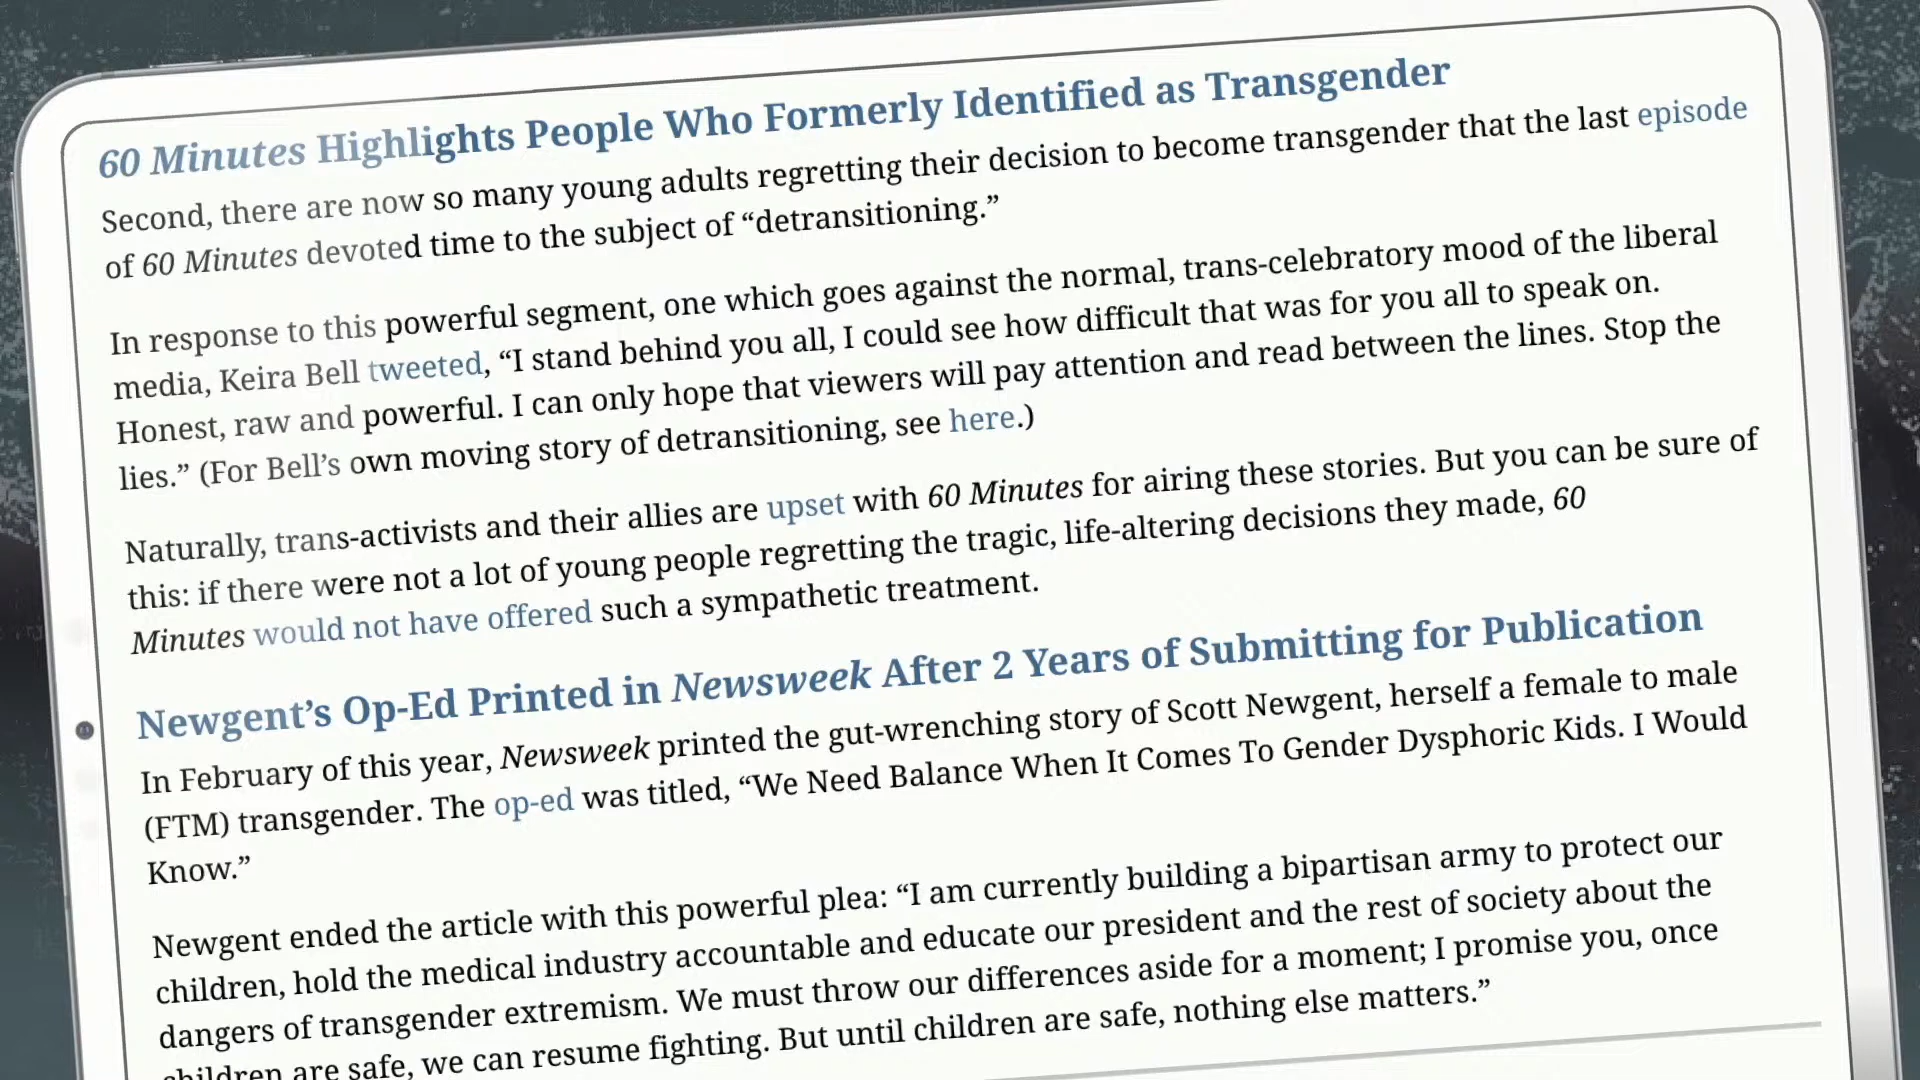 60 Minutes Highlights People Who Formerly Identified as Transgender
Second, there are now so many young adults regretting their decision to become transgender that the last episode
of 60 Minutes devoted time to the subject of “detransitioning.”
In response to this powerful segment, one which goes against the normal, trans-celebratory mood of the liberal
media, Keira Bell tweeted, “I stand behind you all, I could see how difficult that was for you all to speak on.
Honest, raw and powerful. I can only hope that viewers will pay attention and read between the lines. Stop the
lies.” (For Bell’s own moving story of detransitioning, see here.)
Naturally, trans-activists and their allies are upset with 60 Minutes for airing these stories. But you can be sure of
this: if there were not a lot of young people regretting the tragic, life-altering decisions they made, 60
Minutes would not have offered such a sympathetic treatment.
Newgent’s Op-Ed Printed in Newsweek After 2 Years of Submitting for Publication
In February of this year, Newsweek printed the gut-wrenching story of Scott Newgent, herself a female to male
(FTM) transgender. The op-ed was titled, “We Need Balance When It Comes To Gender Dysphoric Kids. I Would
Know.”
Newgent ended the article with this powerful plea: “I am currently building a bipartisan army to protect our
children, hold the medical industry accountable and educate our president and the rest of society about the
dangers of transgender extremism. We must throw our differences aside for a moment; I promise you, once
children are safe, we can resume fighting. But until children are safe, nothing else matters.”